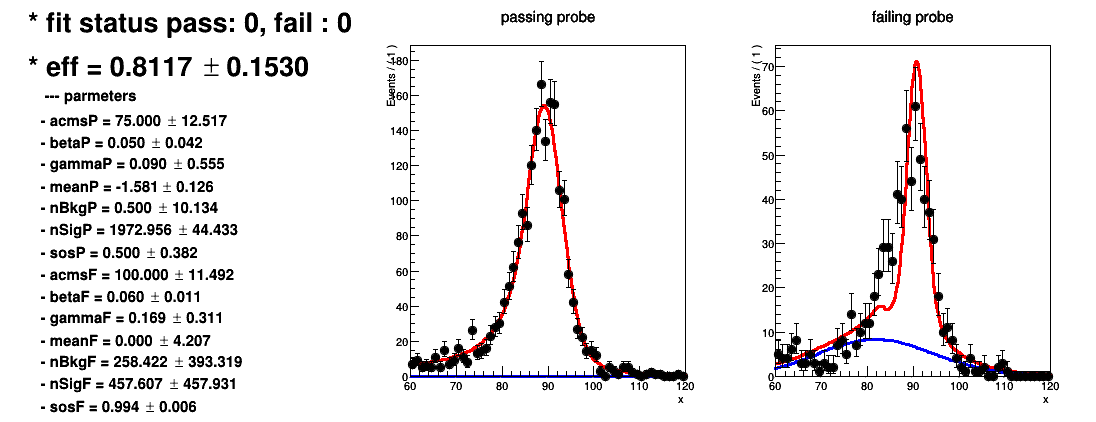 * fit status pass: 0, fail : 0
* eff = 0.8117 ± 0.1530
--- parmeters
- acmsP = 75.000 ± 12.517
- betaP = 0.050 ± 0.042
- gammaP = 0.090 ± 0.555
- meanP = -1.581 ± 0.126
- nBkgP = 0.500 ± 10.134
- nSigP = 1972.956 ± 44.433
- sosP = 0.500 ± 0.382
- acmsF = 100.000 ± 11.492
- betaF = 0.060 ± 0.011
- gammaF = 0.169 ± 0.311
- meanF = 0.000 ± 4.207
- nBkgF = 258.422 ± 393.319
- nSigF = 457.607 ± 457.931
- sosF = 0.994 ± 0.006
passing probe
Events / ( 1 )
180
160
140
120
100
80
60
40
20
0
60 70 80 90 100 110 120
x
failing probe
Events / ( 1 )
70
60
50
40
30
20
10
0
60 70 80 90 100 110 120
x